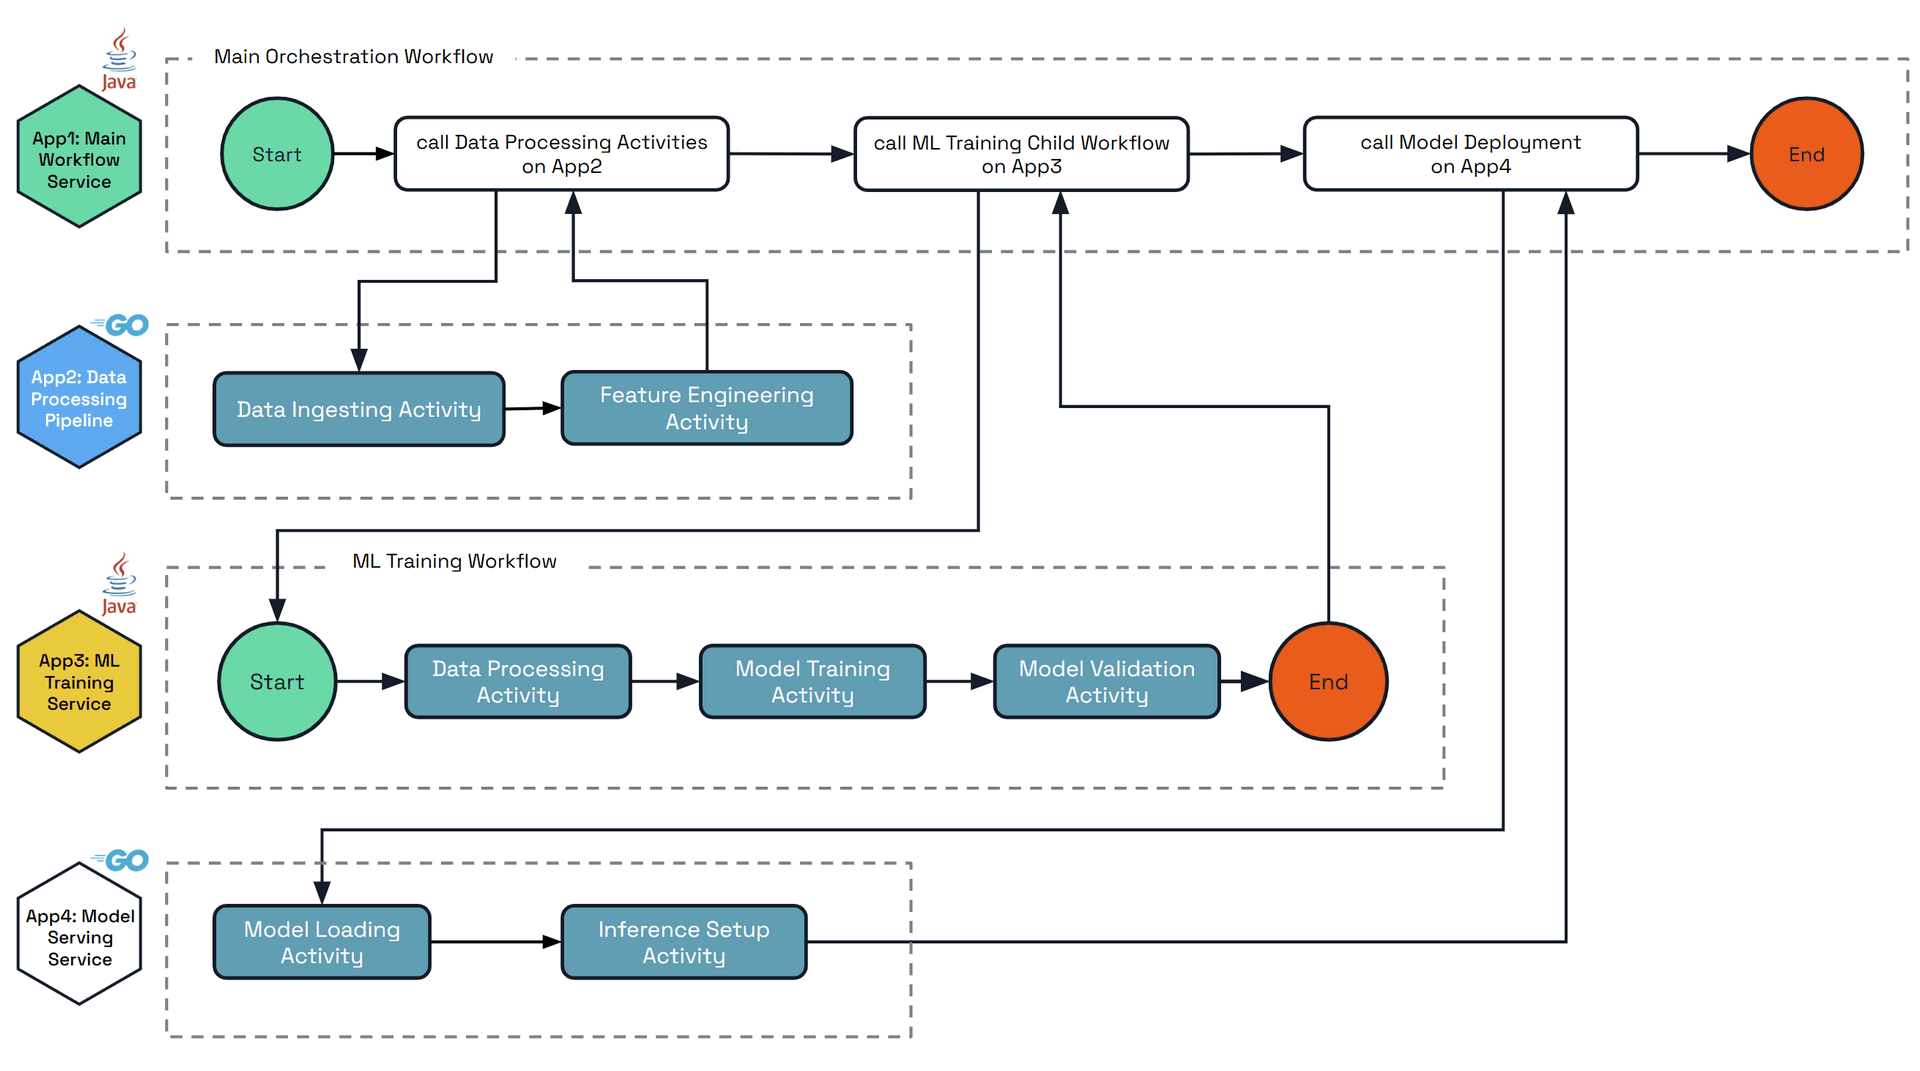 Java
Main Orchestration Workflow
App1: Main
Workflow
Service
Start
call Data Processing Activities
on App2
call ML Training Child Workflow
on App3
call Model Deployment
on App4
End
GO
App2: Data
Processing
Pipeline
Data Ingesting Activity
Feature Engineering
Activity
Java
ML Training Workflow
App3: ML
Training
Service
Start
Data Processing
Activity
Model Training
Activity
Model Validation
Activity
End
GO
App4: Model
Serving
Service
Model Loading
Activity
Inference Setup
Activity